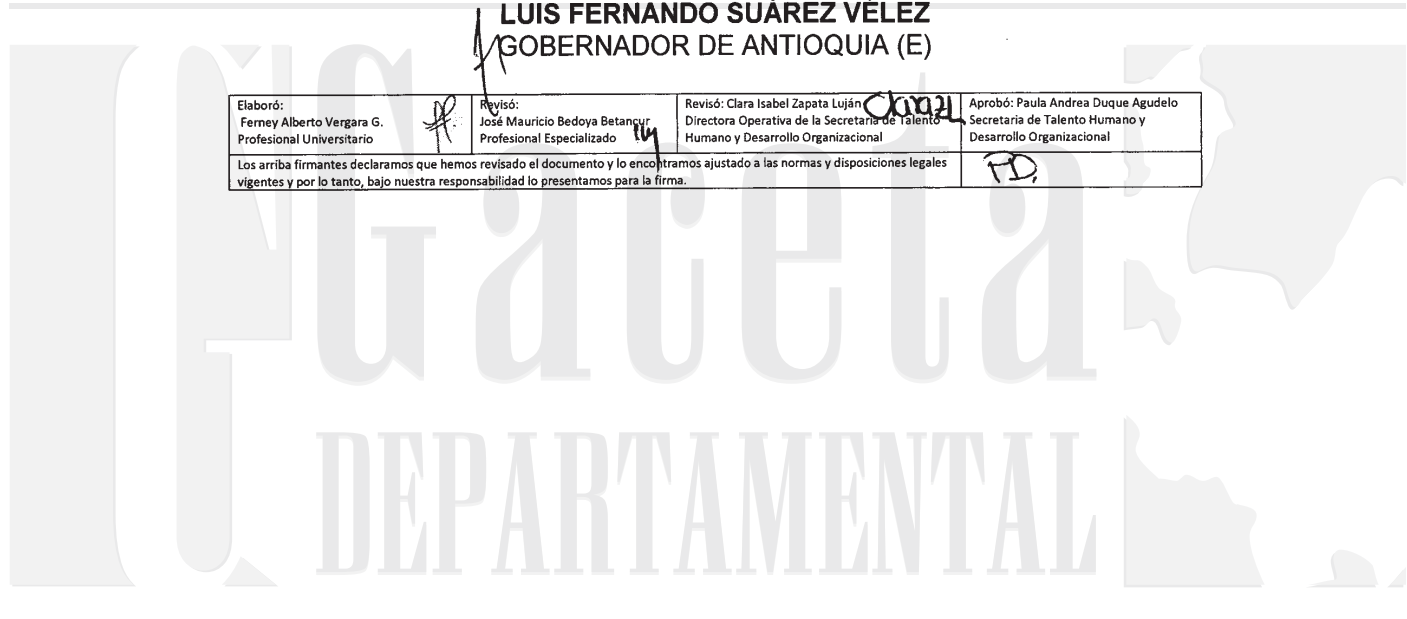 LUIS FERNANDO SUÁREZ VÉLEZ
GOBERNADOR DE ANTIOQUIA (E)
Elaboró:
Ferney Alberto Vergara G.
Profesional Universitario
Revisó:
José Mauricio Bedoya Betancur
Profesional Especializado
Revisó: Clara Isabel Zapata Luján
Directora Operativa de la Secretaria de Talento
Humano y Desarrollo Organizacional
ClaraZL
Aprobó: Paula Andrea Duque Agudelo
Secretaria de Talento Humano y
Desarrollo Organizacional
Los arriba firmantes declaramos que hemos revisado el documento y lo encontramos ajustado a las normas y disposiciones legales
vigentes y por lo tanto, bajo nuestra responsabilidad lo presentamos para la firma.
Gaceta
DEPARTAMENTAL